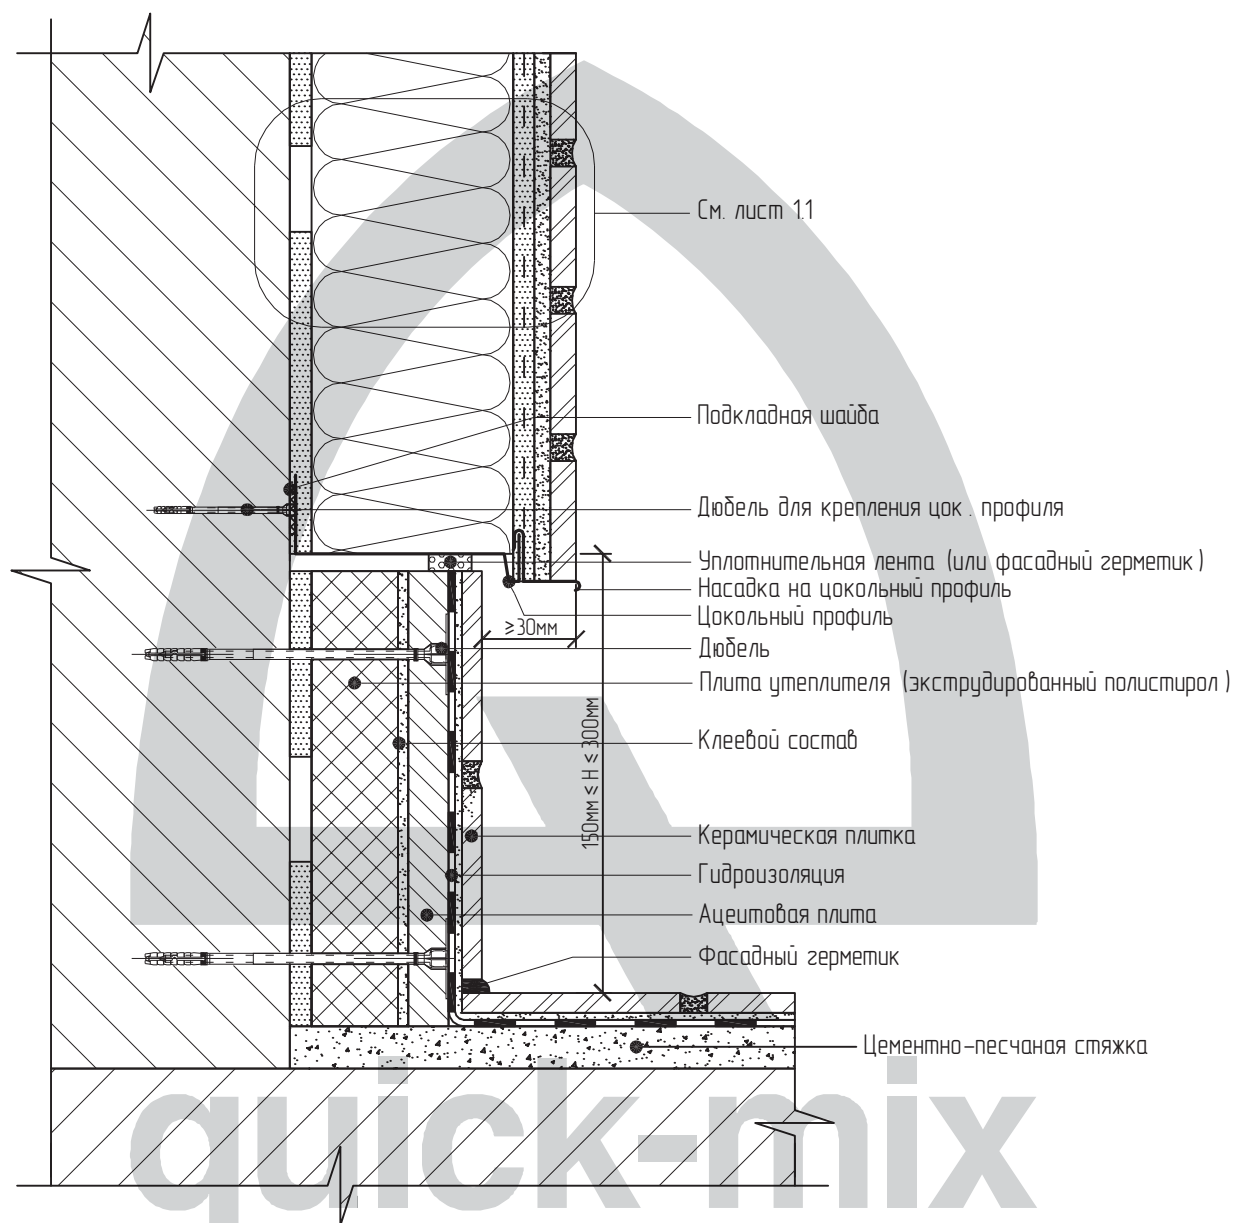 См. лист 1.1
Подкладная шайба
Дюбель для крепления цок. профиля
Уплотнительная лента (или фасадный герметик)
Насадка на цокольный профиль
Цокольный профиль
≥30мм
Дюбель
Плита утеплителя (экструдированный полистирол)
Клеевой состав
150мм ≤ H ≤ 300мм
Керамическая плитка
Гидроизоляция
Ацеитовая плита
Фасадный герметик
Цементно-песчаная стяжка
quick-mix